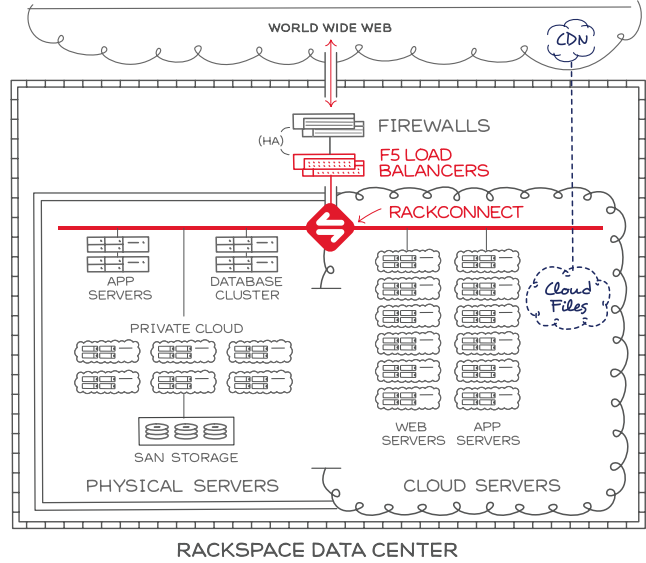 WORLD WIDE WEB
CDN
FIREWALLS
(HA)
F5 LOAD
BALANCERS
RACKCONNECT
APP
SERVERS
DATABASE
CLUSTER
Cloud
Files
PRIVATE CLOUD
SAN STORAGE
WEB
SERVERS
APP
SERVERS
PHYSICAL SERVERS
CLOUD SERVERS
RACKSPACE DATA CENTER